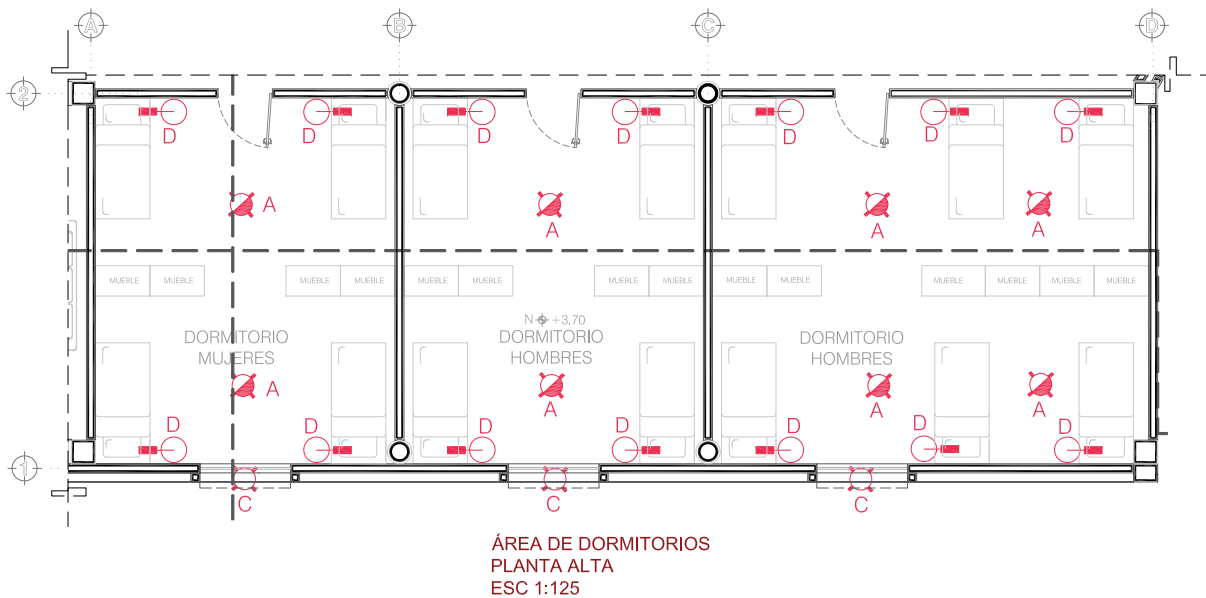 A B C D
2
D D D D D D D
A A A A
MUEBLE MUEBLE MUEBLE MUEBLE MUEBLE MUEBLE MUEBLE MUEBLE MUEBLE MUEBLE MUEBLE MUEBLE MUEBLE MUEBLE
N +3.70
DORMITORIO DORMITORIO DORMITORIO
MUJERES HOMBRES HOMBRES
A A A A
D D D D D D D
1
C C C
ÁREA DE DORMITORIOS
PLANTA ALTA
ESC 1:125